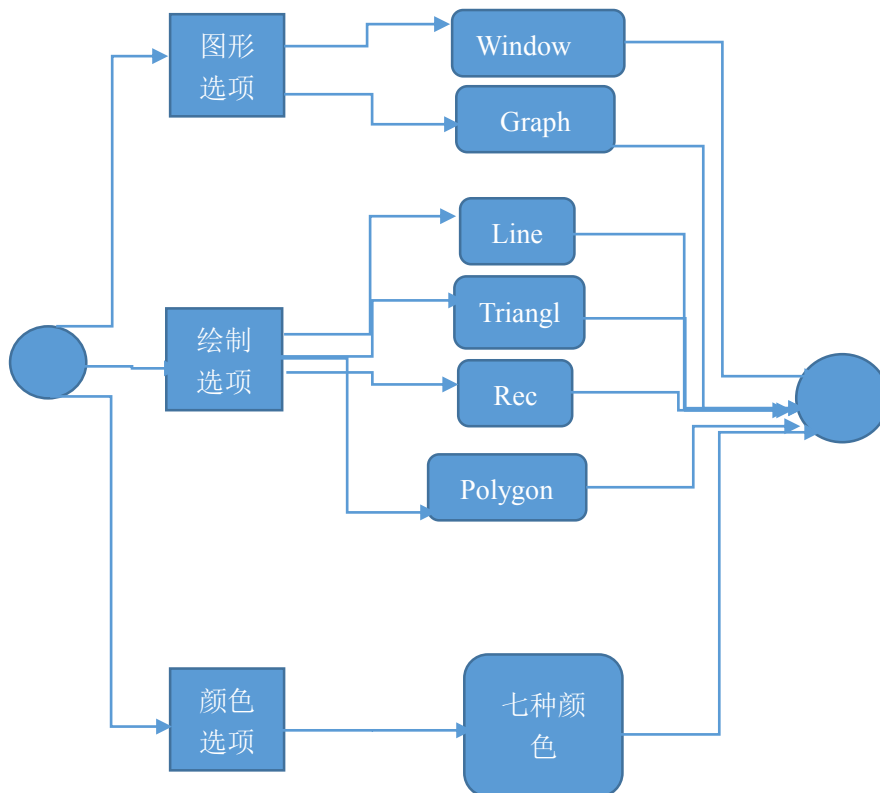 图形
选项
Window
Graph
Line
绘制
选项
Triangl
Rec
Polygon
颜色
选项
七种颜
色